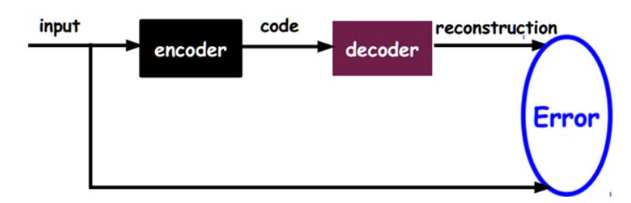 input
encoder
code
decoder
reconstruction
Error